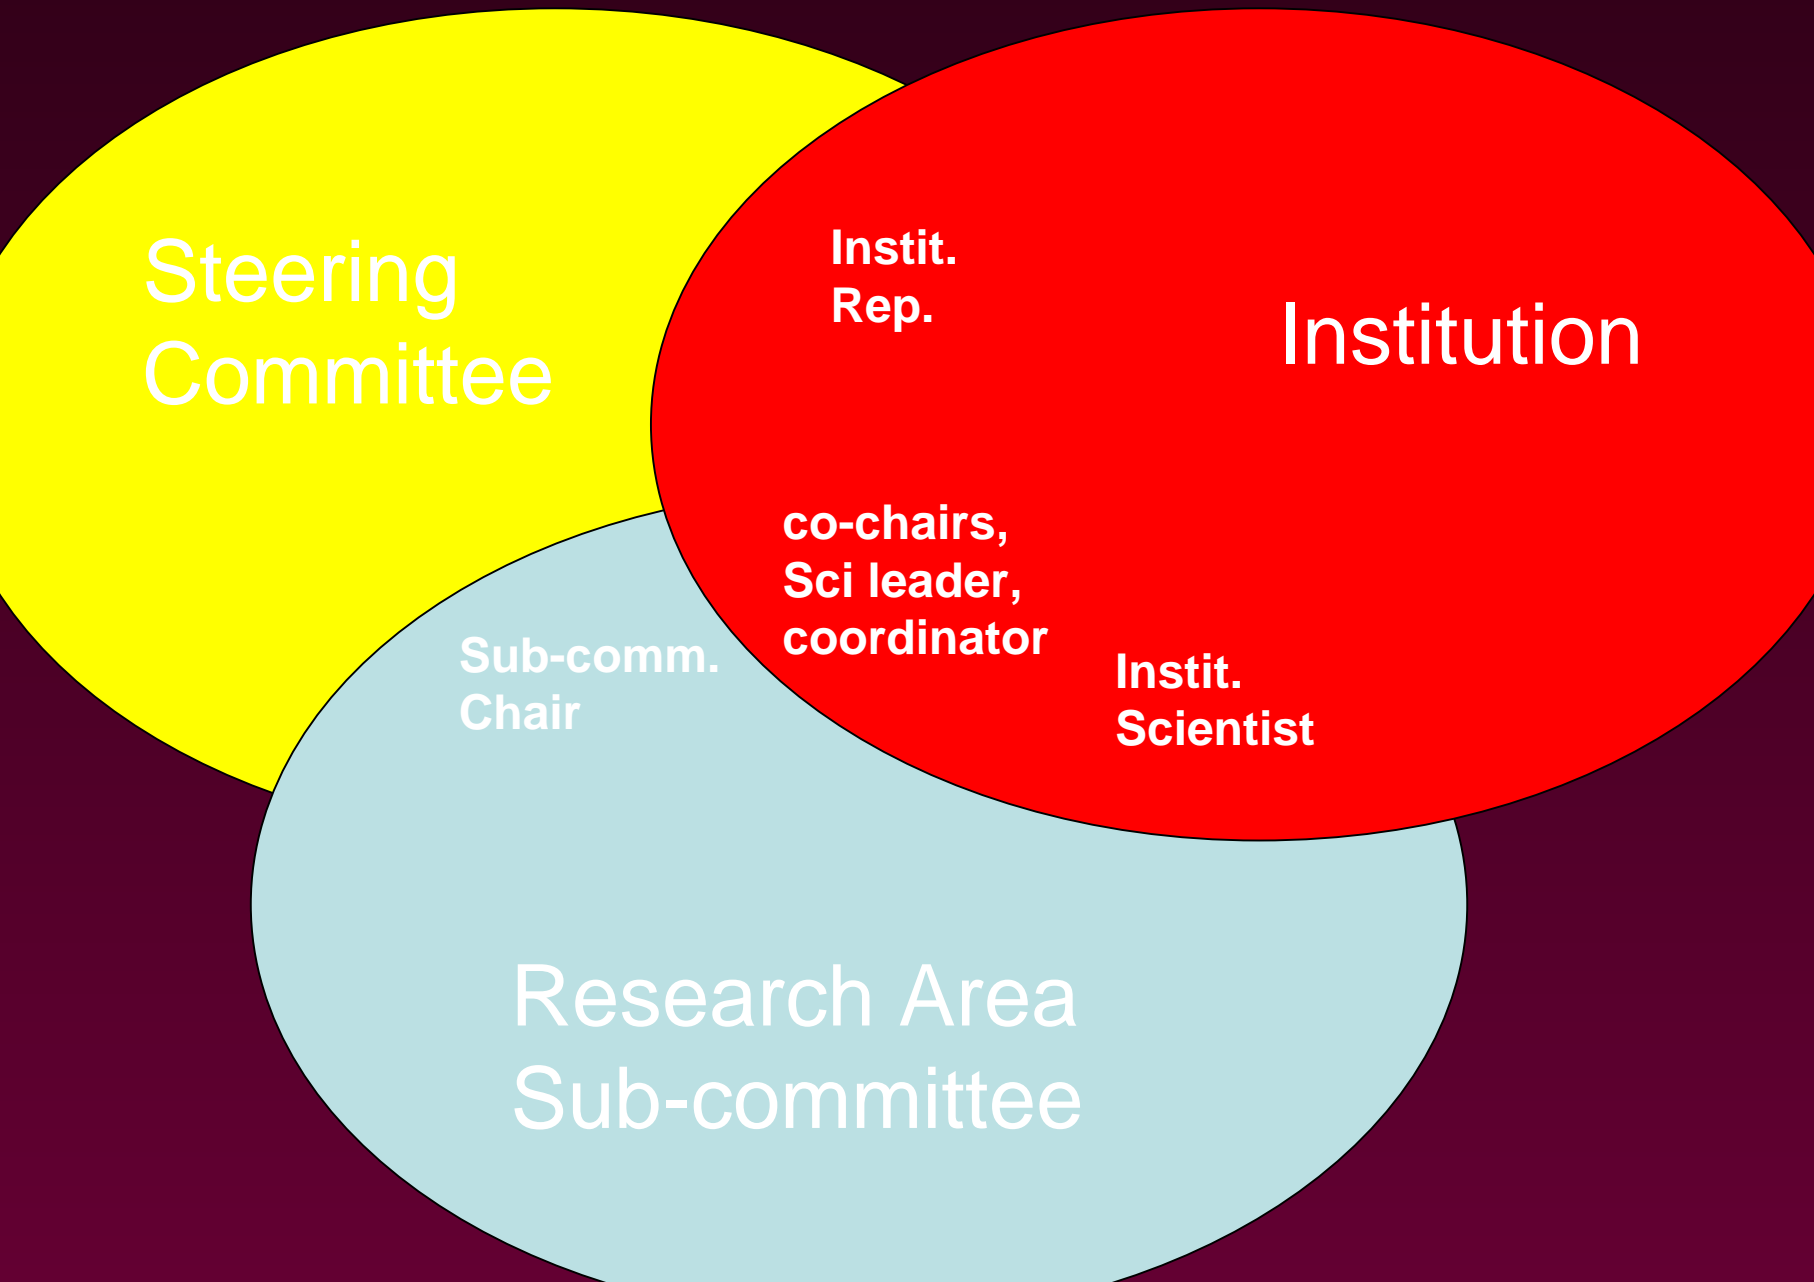 Steering
Committee
Instit.
Rep.
Institution
co-chairs,
Sci leader,
coordinator
Sub-comm.
Chair
Instit.
Scientist
Research Area
Sub-committee